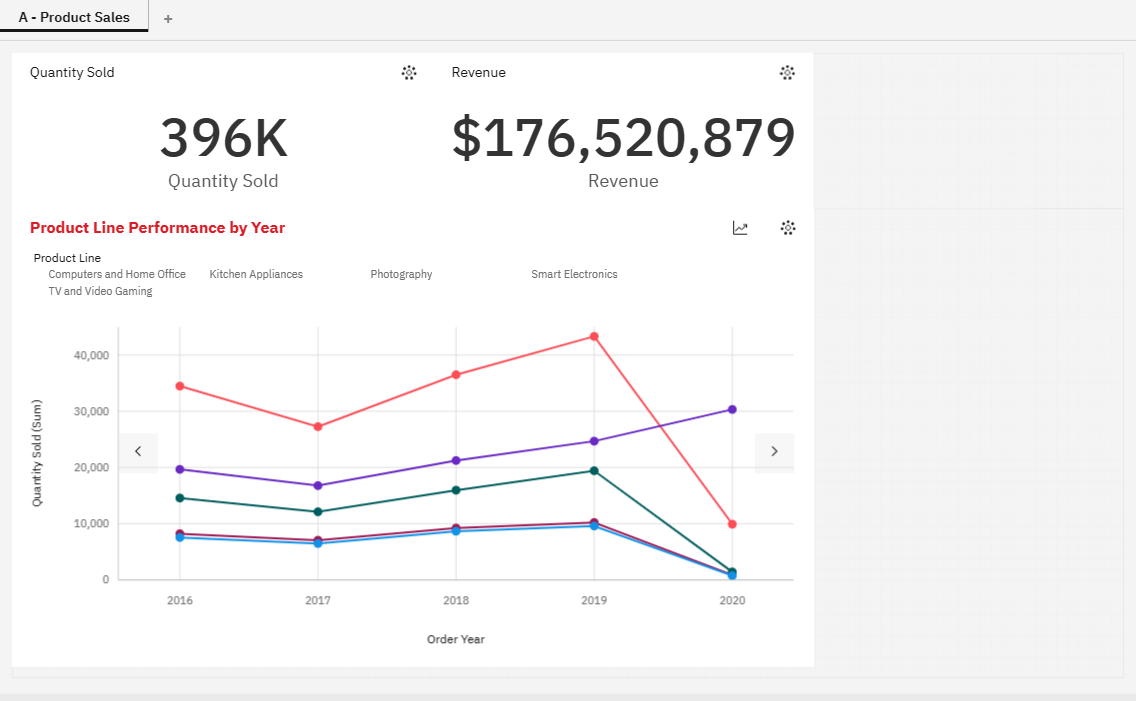 A - Product Sales +
Quantity Sold
Revenue
396K
$176,520,879
Quantity Sold
Revenue
Product Line Performance by Year
Product Line
Computers and Home Office Kitchen Appliances Photography Smart Electronics
TV and Video Gaming
Quantity Sold (Sum)
40,000
30,000
20,000
10,000
0
2016 2017 2018 2019 2020
Order Year